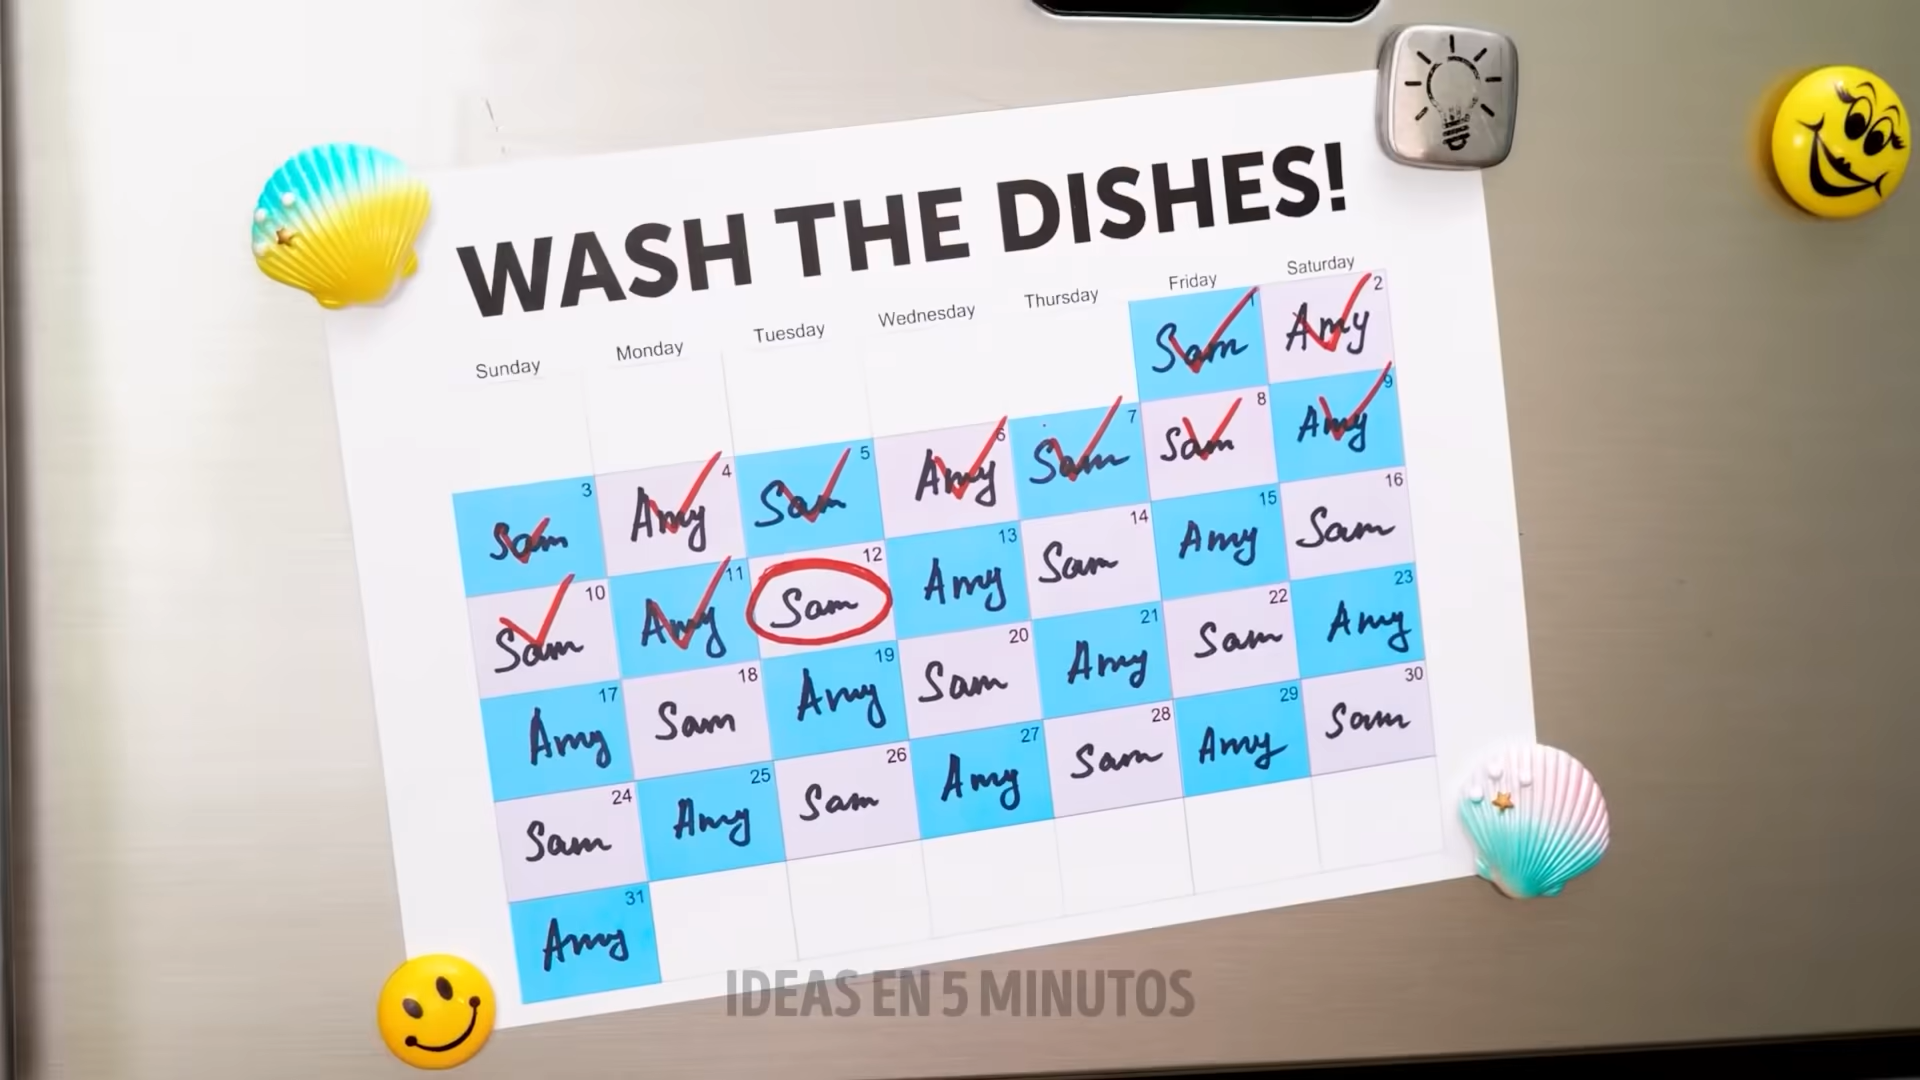 WASH THE DISHES!
Sunday Monday Tuesday Wednesday Thursday Friday Saturday
1 Sam 2 Amy
3 Sam 4 Amy 5 Sam 6 Amy 7 Sam 8 Sam 9 Amy
10 Sam 11 Amy 12 Sam 13 Amy 14 Sam 15 Amy 16 Sam
17 Amy 18 Sam 19 Amy 20 Sam 21 Amy 22 Sam 23 Amy
24 Sam 25 Amy 26 Sam 27 Amy 28 Sam 29 Amy 30 Sam
31 Amy
IDEAS EN 5 MINUTOS